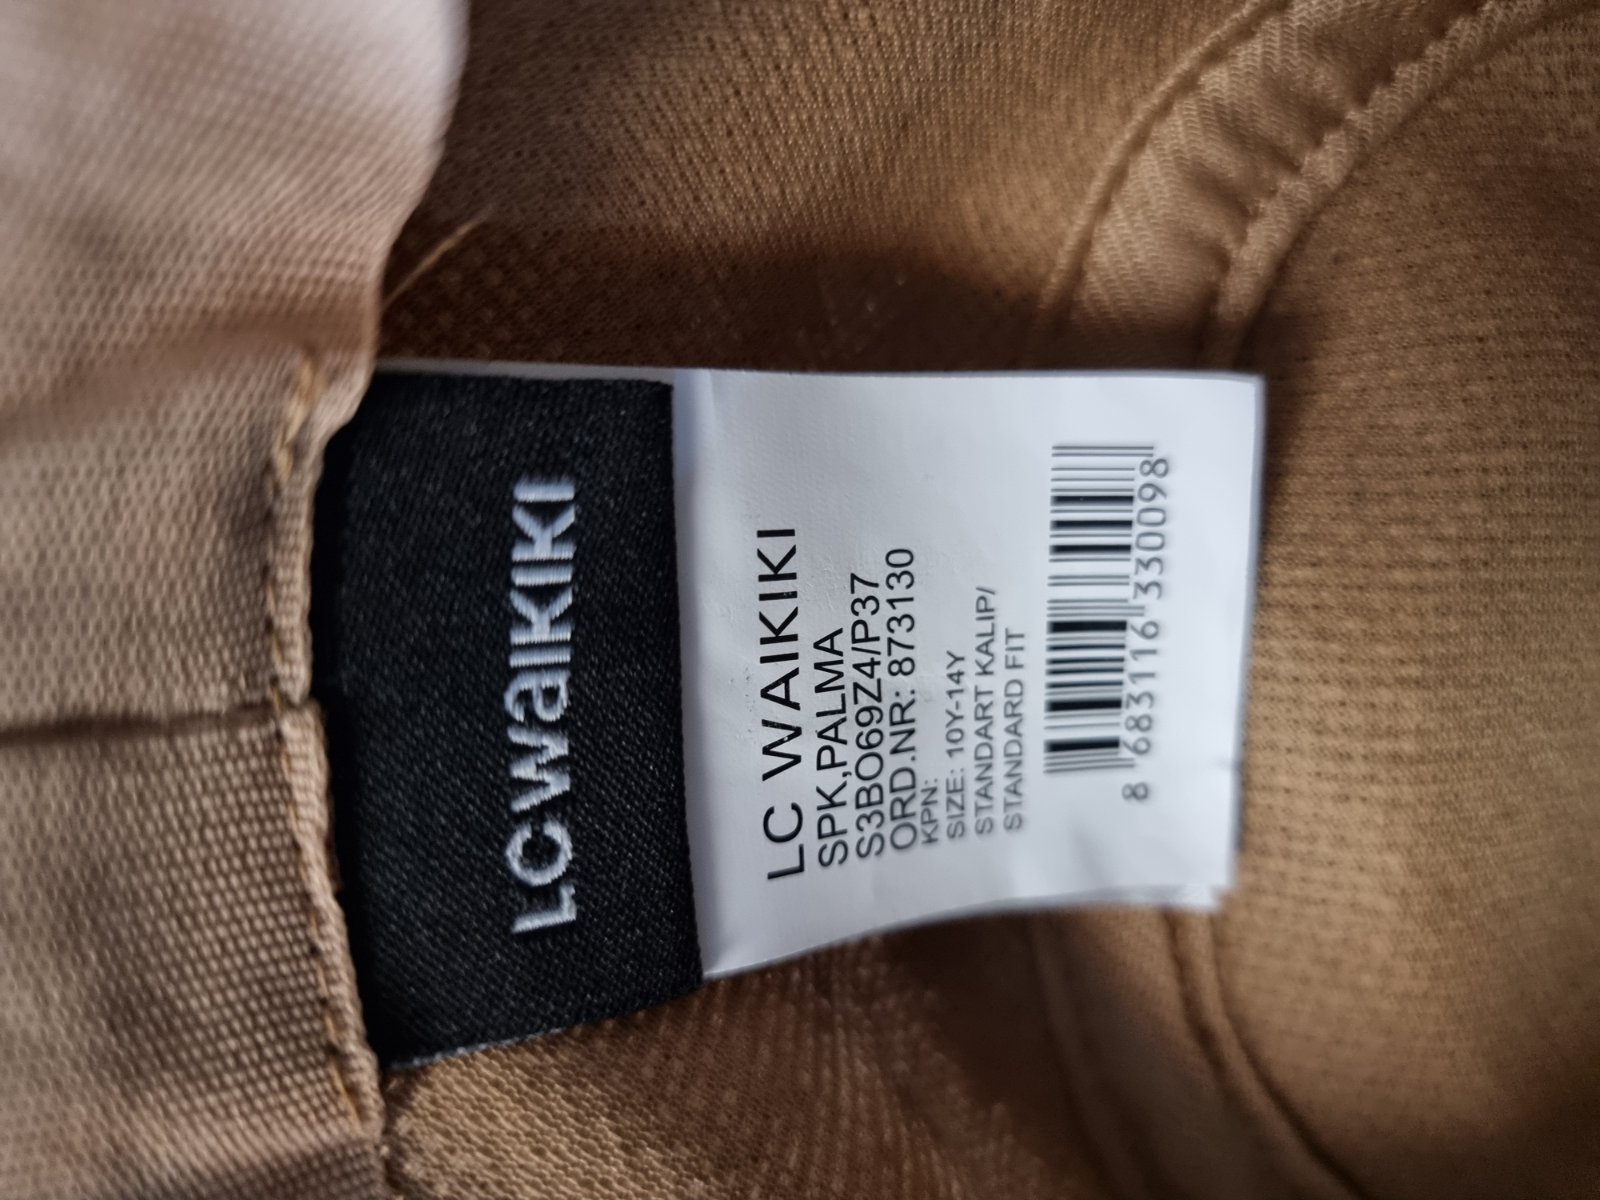 LCWAIKIKI
LC WAIKIKI
SPK,PALMA
S3BO69Z4/P37
ORD.NR: 873130
KPN:
SIZE: 10Y-14Y
STANDART KALIP/
STANDARD FIT
8 683116 330098